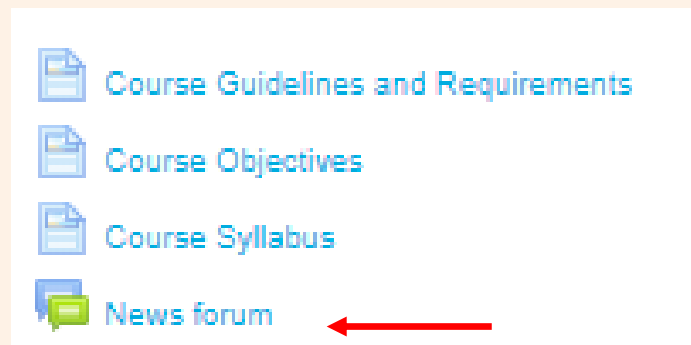 Course Guidelines and Requirements
Course Objectives
Course Syllabus
News forum